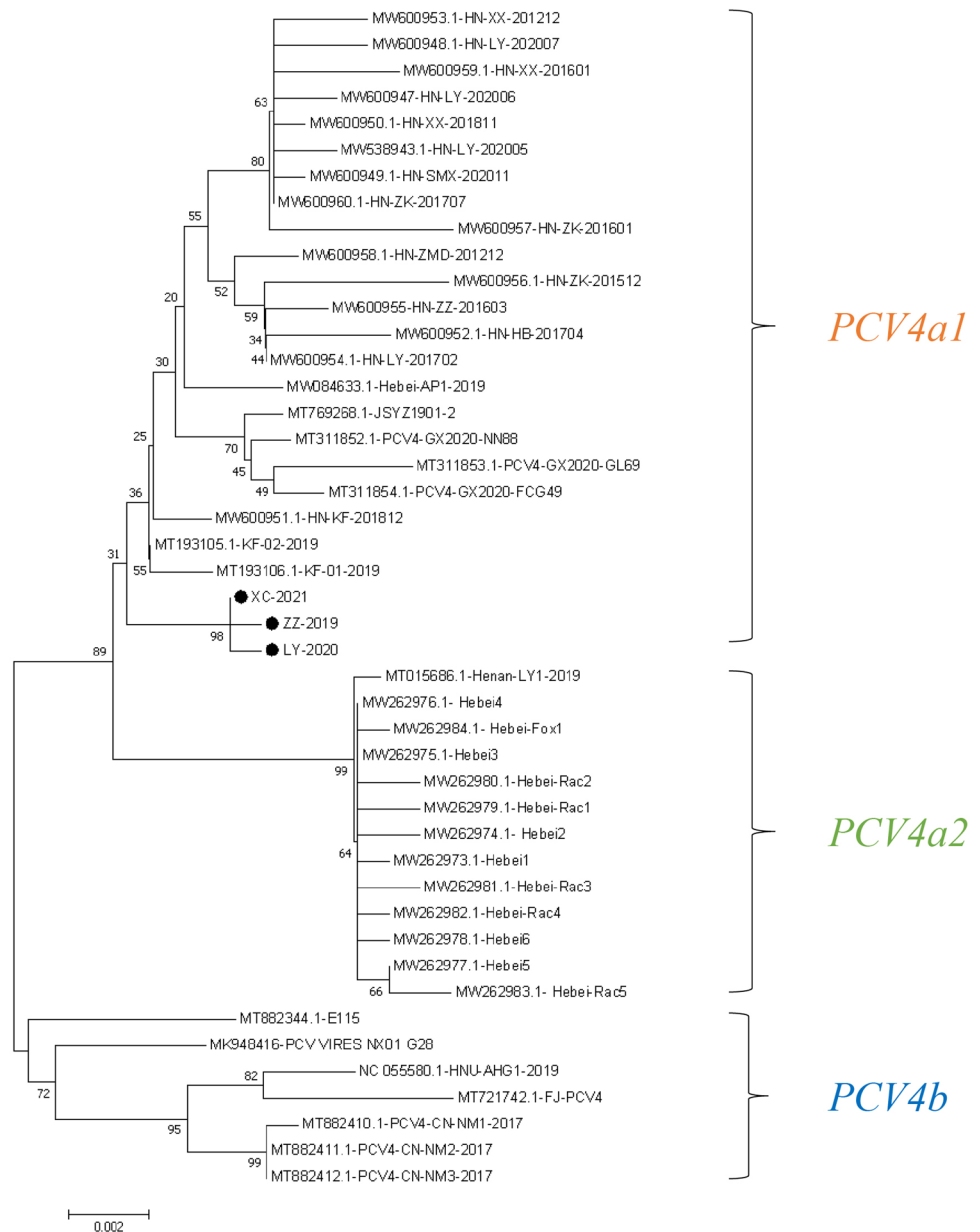 MW600953.1-HN-XX-201212
MW600948.1-HN-LY-202007
MW600959.1-HN-XX-201601
63
MW600947-HN-LY-202006
MW600950.1-HN-XX-201811
MW538943.1-HN-LY-202005
80
MW600949.1-HN-SMX-202011
MW600960.1-HN-ZK-201707
55
MW600957-HN-ZK-201601
MW600958.1-HN-ZMD-201212
52
MW600956.1-HN-ZK-201512
20
MW600955-HN-ZZ-201603
59
PCV4a1
34
MW600952.1-HN-HB-201704
44
MW600954.1-HN-LY-201702
30
MW084633.1-Hebei-AP1-2019
MT769268.1-JSYZ1901-2
25
70
MT311852.1-PCV4-GX2020-NN88
45
MT311853.1-PCV4-GX2020-GL69
49
MT311854.1-PCV4-GX2020-FCG49
36
MW600951.1-HN-KF-201812
MT193105.1-KF-02-2019
31
55
MT193106.1-KF-01-2019
XC-2021
98
ZZ-2019
LY-2020
89
MT015686.1-Henan-LY1-2019
MW262976.1- Hebei4
MW262984.1- Hebei-Fox1
MW262975.1-Hebei3
99
MW262980.1-Hebei-Rac2
MW262979.1-Hebei-Rac1
MW262974.1- Hebei2
PCV4a2
64
MW262973.1-Hebei1
MW262981.1-Hebei-Rac3
MW262982.1-Hebei-Rac4
MW262978.1-Hebei6
MW262977.1-Hebei5
66
MW262983.1- Hebei-Rac5
MT882344.1-E115
MK948416-PCV VIRES NX01 G28
72
NC 055580.1-HNU-AHG1-2019
82
MT721742.1-FJ-PCV4
PCV4b
95
MT882410.1-PCV4-CN-NM1-2017
MT882411.1-PCV4-CN-NM2-2017
99
MT882412.1-PCV4-CN-NM3-2017
0.002